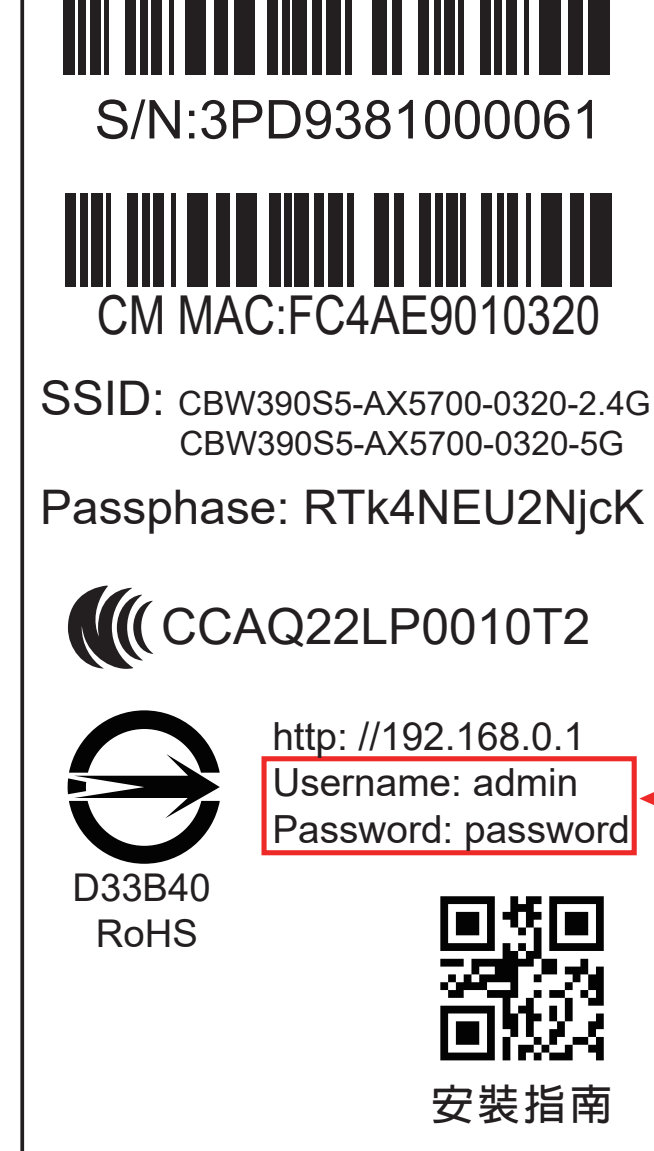 S/N:3PD9381000061
CM MAC:FC4AE9010320
SSID: CBW390S5-AX5700-0320-2.4G
CBW390S5-AX5700-0320-5G
Passphase: RTk4NEU2NjcK
CCAQ22LP0010T2
http: //192.168.0.1
Username: admin
Password: password
D33B40
RoHS
安裝指南